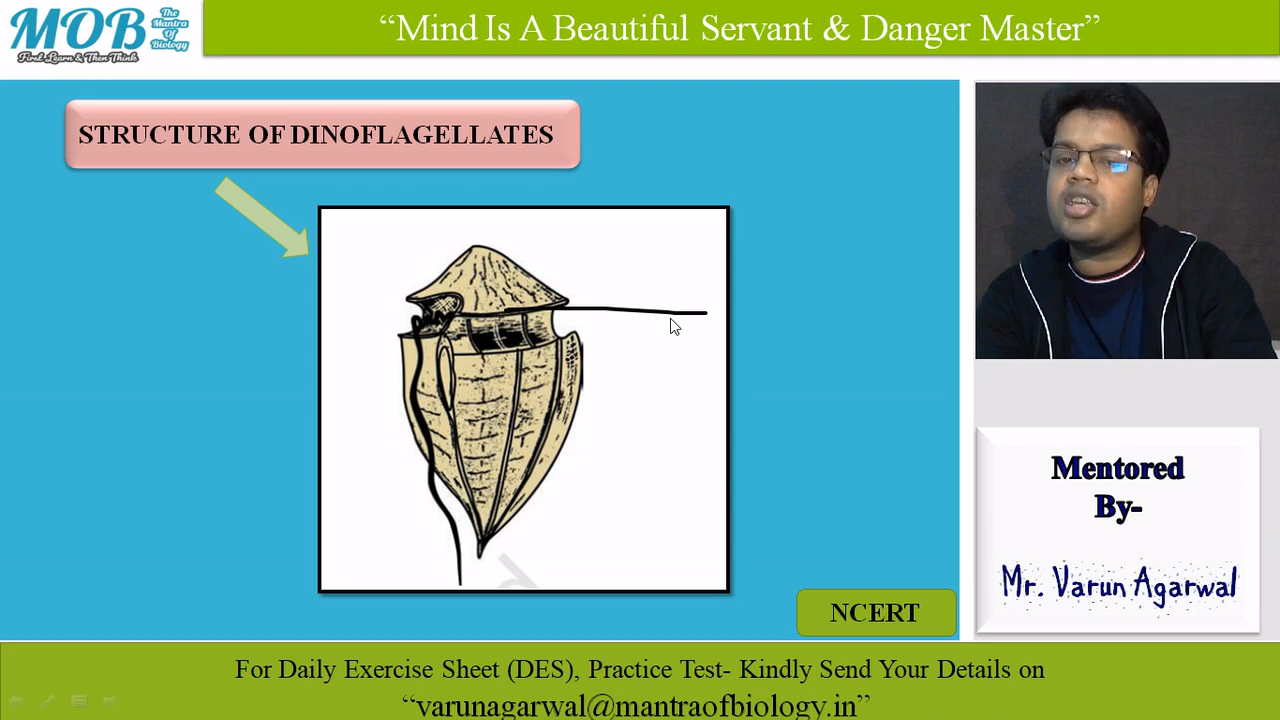 MOB The Mantra Of Biology
First Learn & Then Think
“Mind Is A Beautiful Servant & Danger Master”
STRUCTURE OF DINOFLAGELLATES
NCERT
Mentored
By-
Mr. Varun Agarwal
For Daily Exercise Sheet (DES), Practice Test- Kindly Send Your Details on
“varunagarwal@mantraofbiology.in”